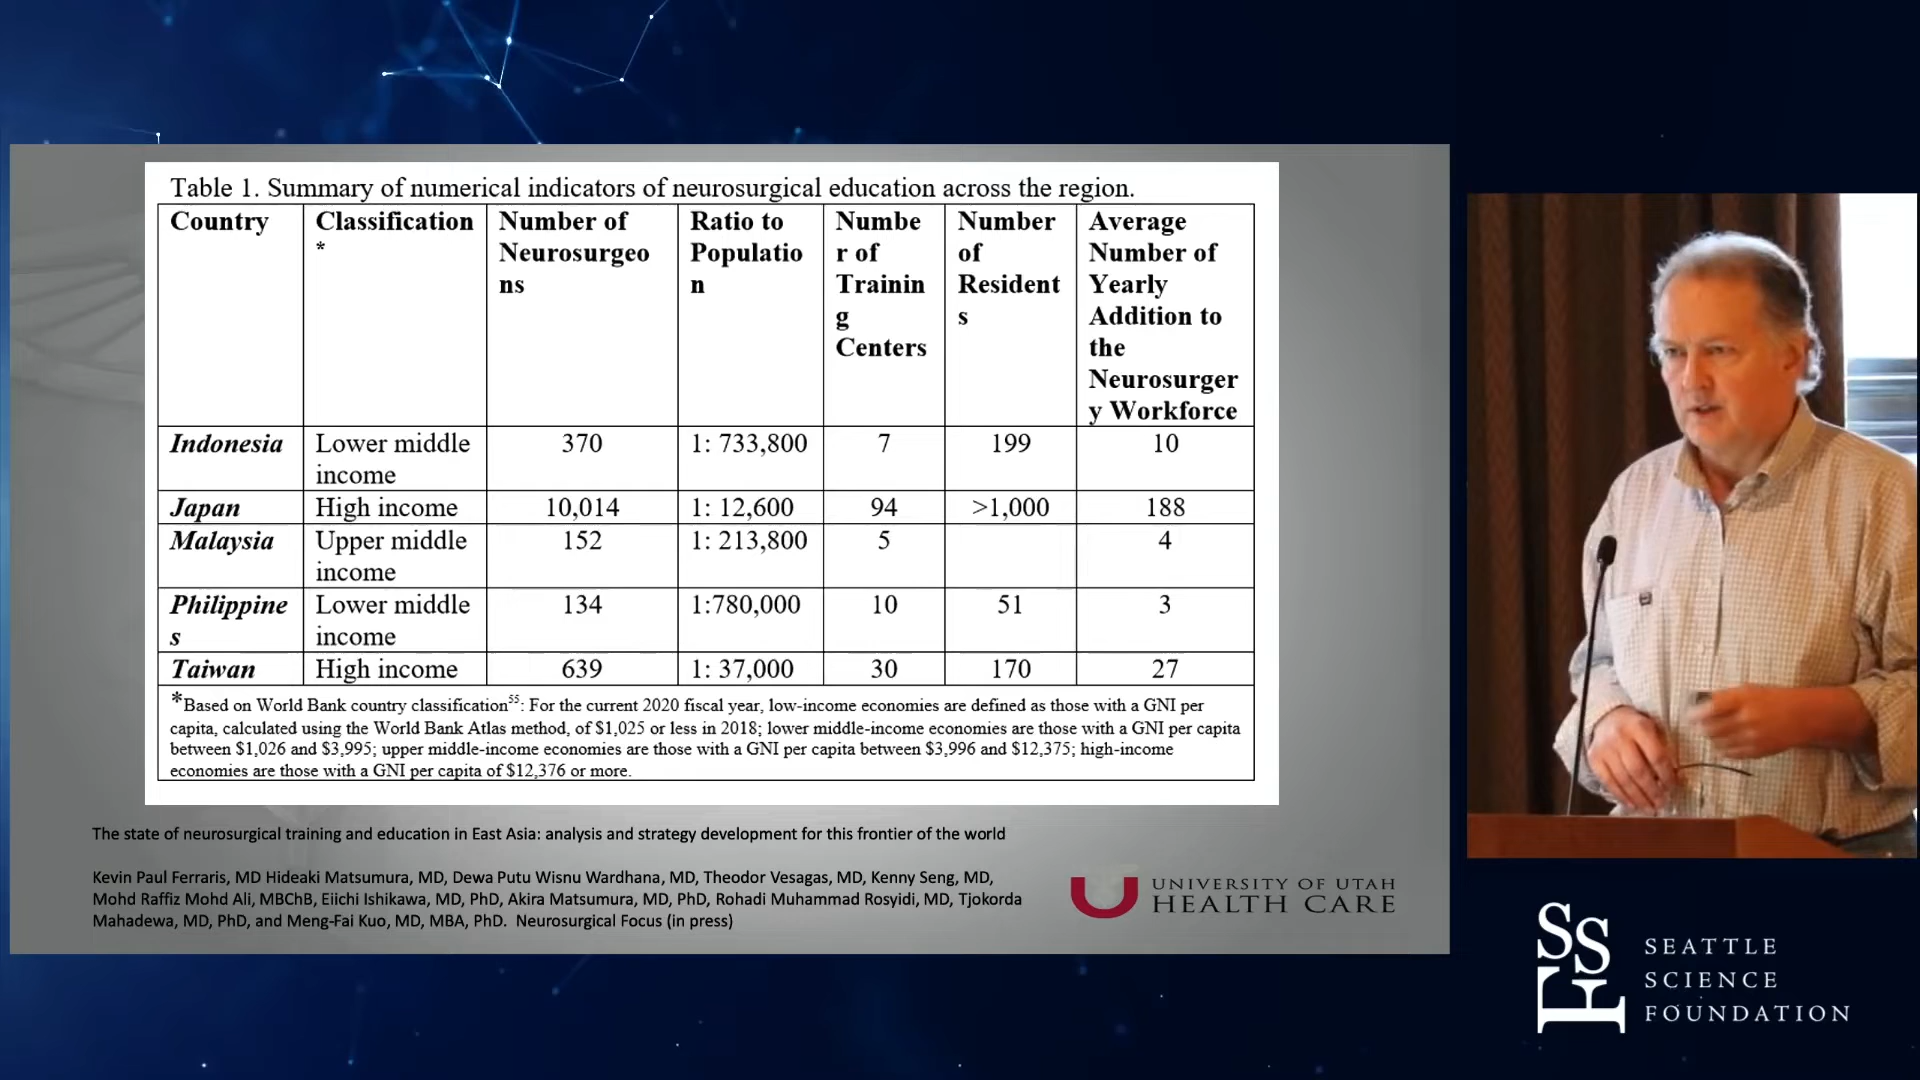 Table 1. Summary of numerical indicators of neurosurgical education across the region.
Country Classification * Number of Neurosurgeo ns Ratio to Populatio n Numbe r of Trainin g Centers Number of Resident s Average Number of Yearly Addition to the Neurosurger y Workforce
Indonesia Lower middle income 370 1: 733,800 7 199 10
Japan High income 10,014 1: 12,600 94 >1,000 188
Malaysia Upper middle income 152 1: 213,800 5 4
Philippine s Lower middle income 134 1:780,000 10 51 3
Taiwan High income 639 1: 37,000 30 170 27
*Based on World Bank country classification55: For the current 2020 fiscal year, low-income economies are defined as those with a GNI per
capita, calculated using the World Bank Atlas method, of $1,025 or less in 2018; lower middle-income economies are those with a GNI per capita
between $1,026 and $3,995; upper middle-income economies are those with a GNI per capita between $3,996 and $12,375; high-income
economies are those with a GNI per capita of $12,376 or more.
The state of neurosurgical training and education in East Asia: analysis and strategy development for this frontier of the world
Kevin Paul Ferraris, MD Hideaki Matsumura, MD, Dewa Putu Wisnu Wardhana, MD, Theodor Vesagas, MD, Kenny Seng, MD,
Mohd Raffiz Mohd Ali, MBChB, Eiichi Ishikawa, MD, PhD, Akira Matsumura, MD, PhD, Rohadi Muhammad Rosyidi, MD, Tjokorda
Mahadewa, MD, PhD, and Meng-Fai Kuo, MD, MBA, PhD. Neurosurgical Focus (in press)
UNIVERSITY OF UTAH
HEALTH CARE
SSF
SEATTLE
SCIENCE
FOUNDATION